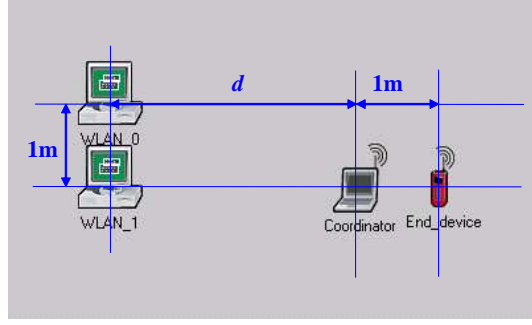 d
1m
1m
WLAN_0
WLAN_1
Coordinator
End_device